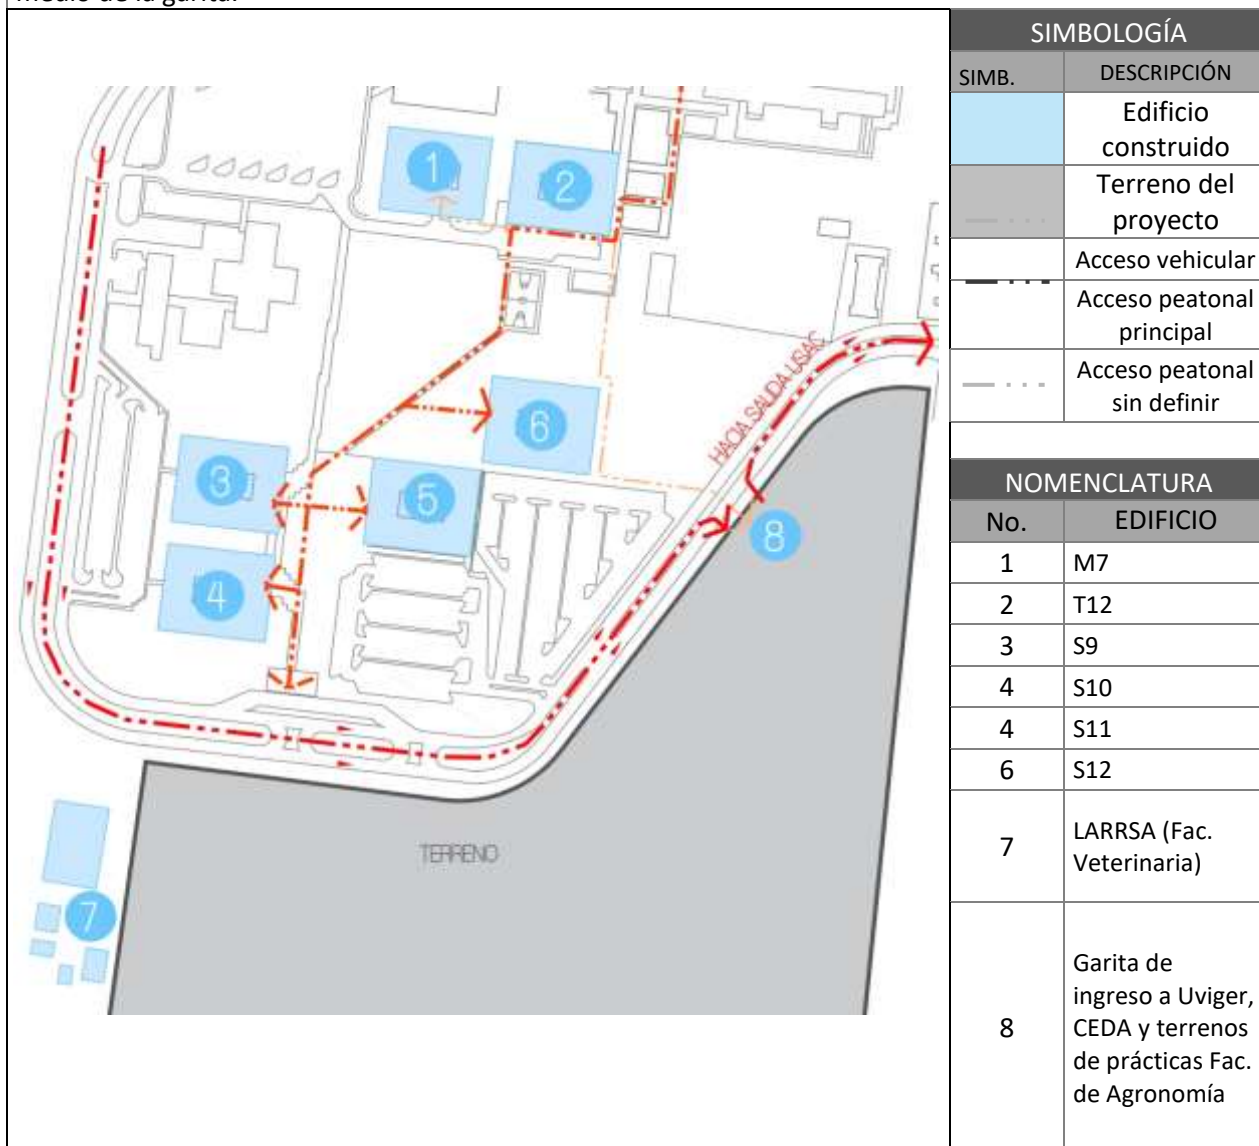 medio de la garita.
1
2
3
4
5
6
7
8
HACIA SALIDA USAC
TERRENO
SIMBOLOGÍA
SIMB. DESCRIPCIÓN
Edificio
construido
Terreno del
proyecto
Acceso vehicular
Acceso peatonal
principal
Acceso peatonal
sin definir
NOMENCLATURA
No. EDIFICIO
1 M7
2 T12
3 S9
4 S10
4 S11
6 S12
7 LARRSA (Fac.
Veterinaria)
8 Garita de
ingreso a Uviger,
CEDA y terrenos
de prácticas Fac.
de Agronomía